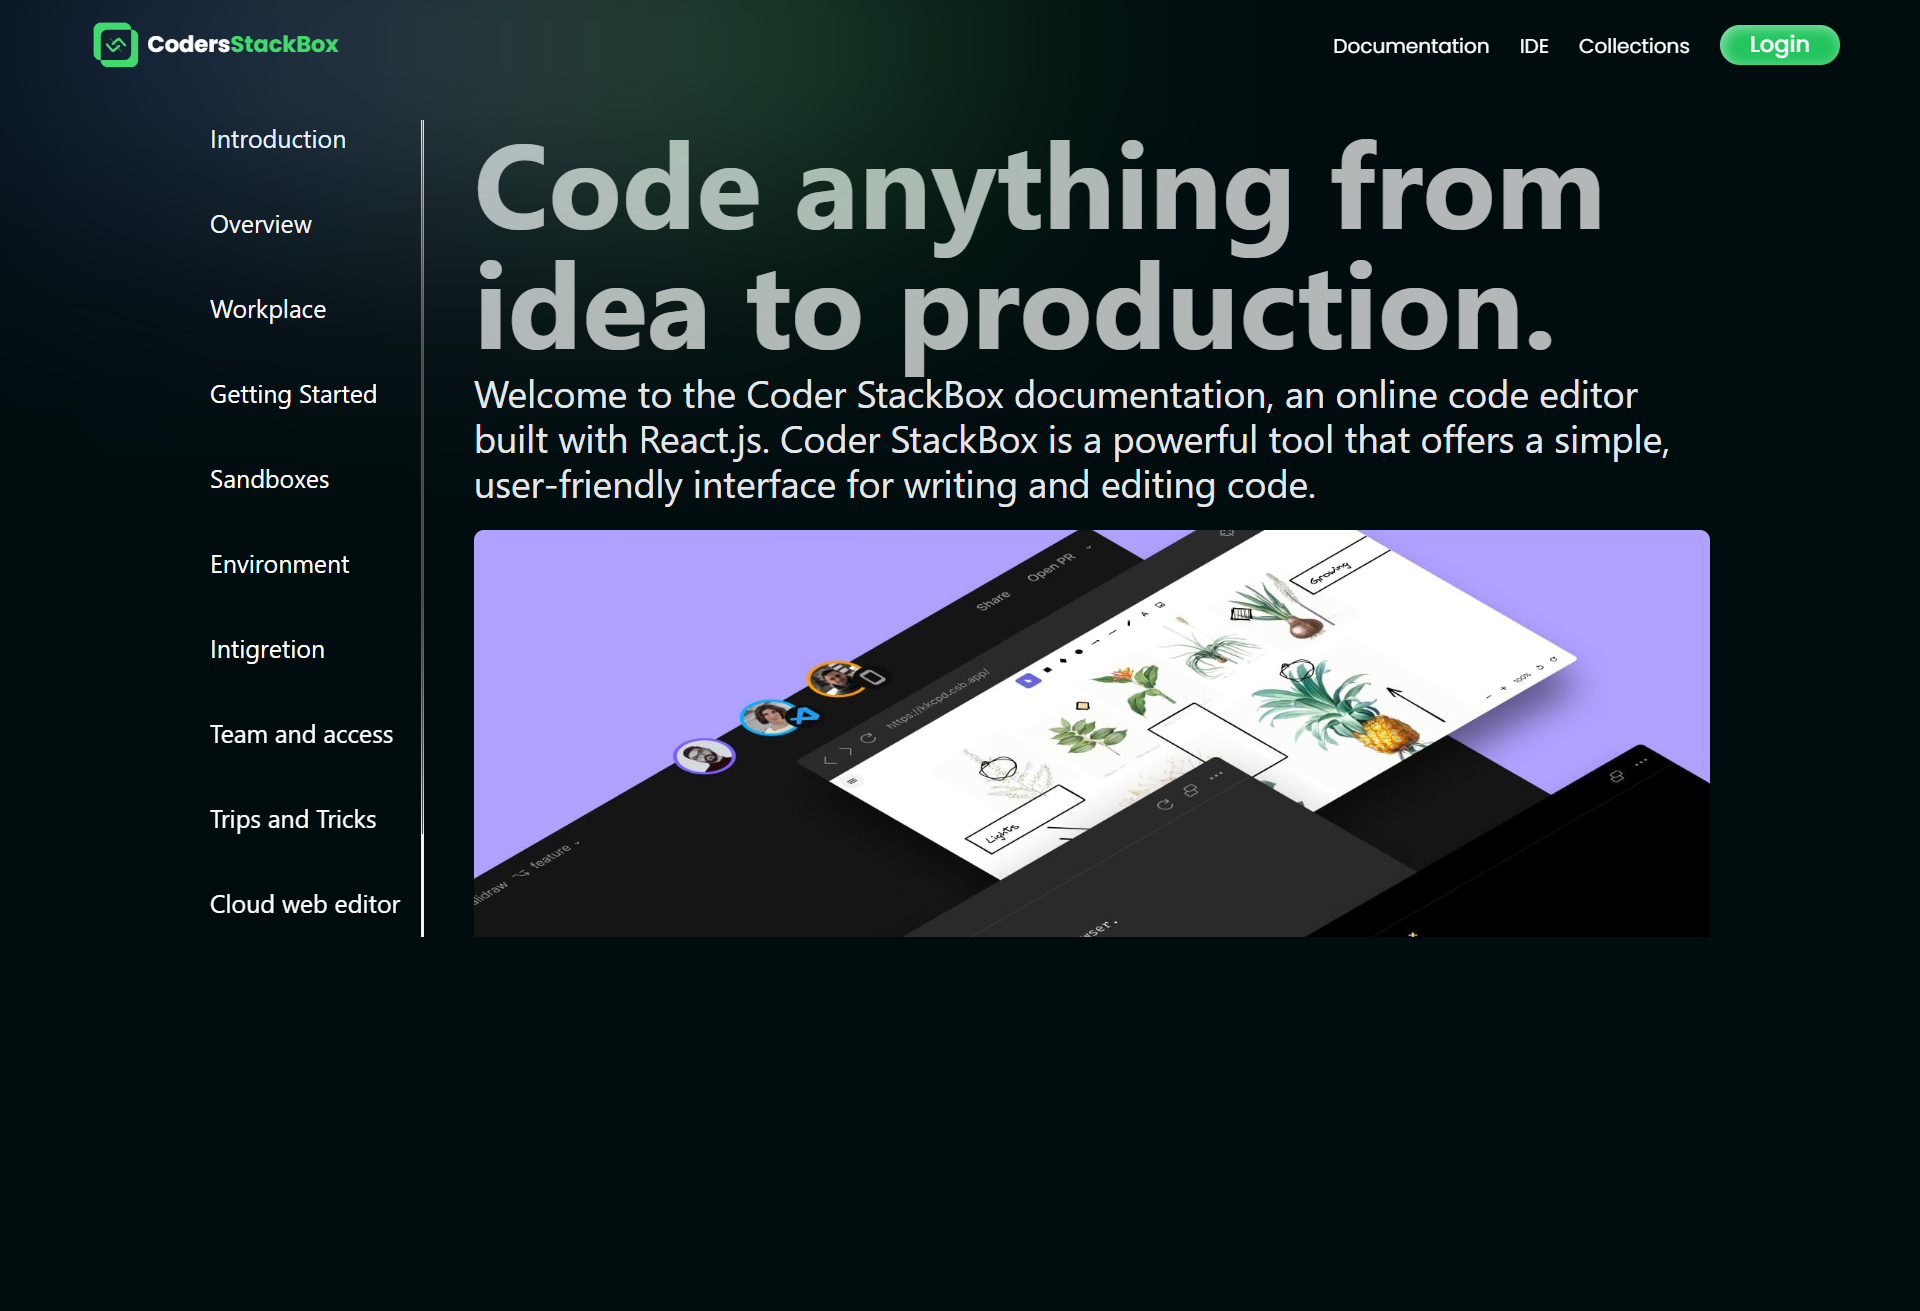 CodersStackBox
Documentation
IDE
Collections
Login
Introduction
Overview
Workplace
Getting Started
Sandboxes
Environment
Intigretion
Team and access
Trips and Tricks
Cloud web editor
Code anything from
idea to production.
Welcome to the Coder StackBox documentation, an online code editor
built with React.js. Coder StackBox is a powerful tool that offers a simple,
user-friendly interface for writing and editing code.
Share
Open PR
https://kkcpd.csb.app/
A
Growing
100%
Lights
feature